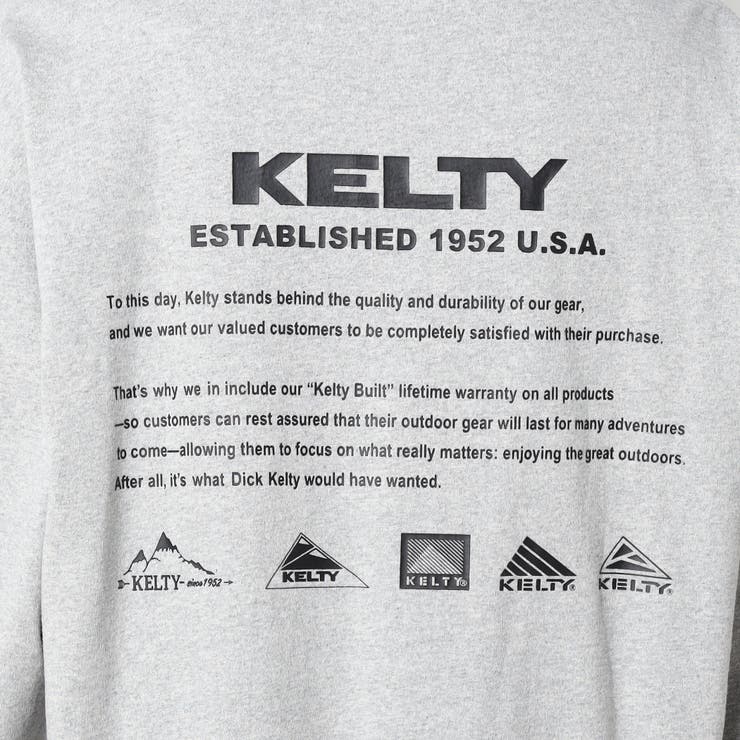 KELTY
ESTABLISHED 1952 U.S.A.
To this day, Kelty stands behind the quality and durability of our gear,
and we want our valued customers to be completely satisfied with their purchase.
That's why we in include our “Kelty Built” lifetime warranty on all products
—so customers can rest assured that their outdoor gear will last for many adventures
to come—allowing them to focus on what really matters: enjoying the great outdoors.
After all, it's what Dick Kelty would have wanted.
KELTY since 1952
KELTY
KELTY®
KELTY®
KELTY®